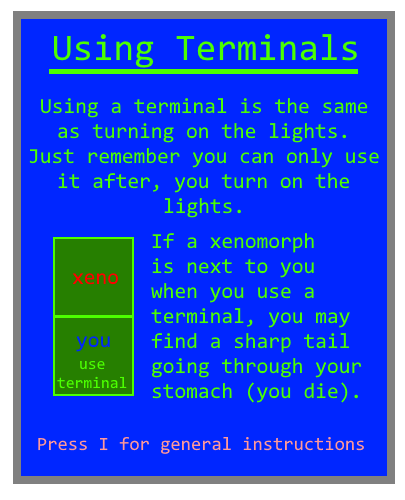 Using Terminals
Using a terminal is the same
as turning on the lights.
Just remember you can only use
it after, you turn on the
lights.
xeno
you
use
terminal
If a xenomorph
is next to you
when you use a
terminal, you may
find a sharp tail
going through your
stomach (you die).
Press I for general instructions